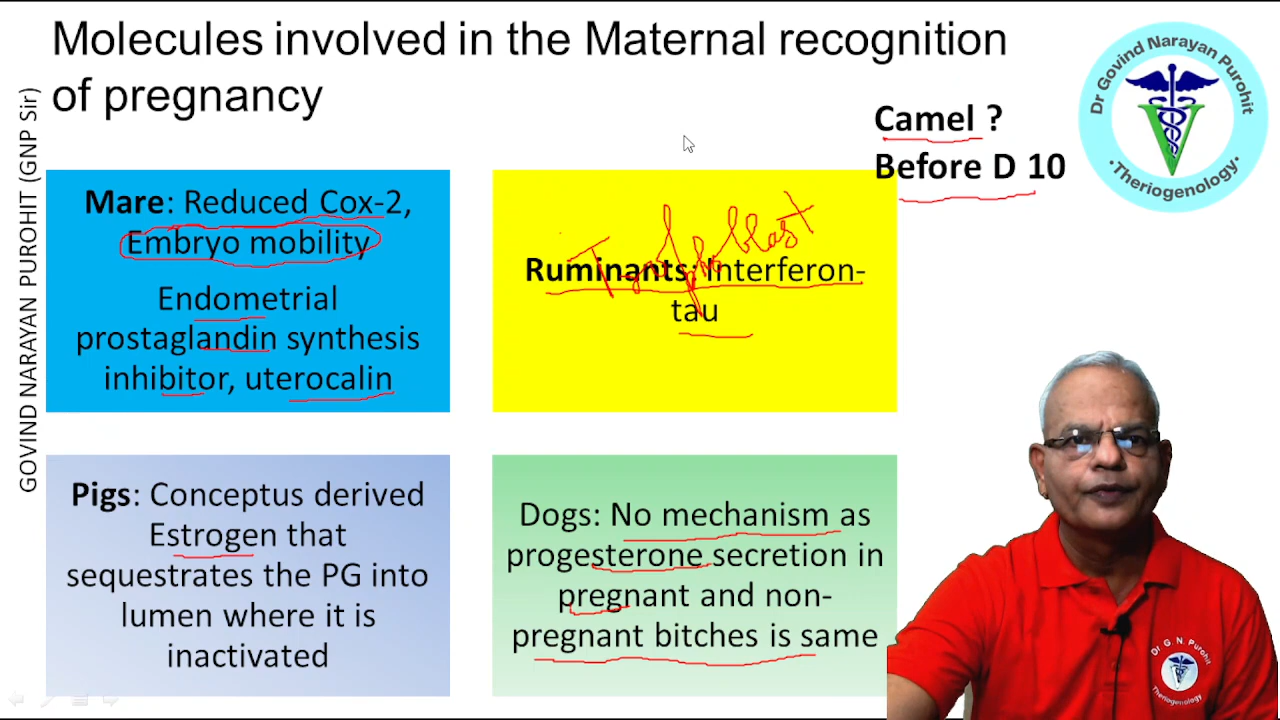 Molecules involved in the Maternal recognition
of pregnancy
GOVIND NARAYAN PUROHIT (GNP Sir)
Camel ?
Before D 10
Dr Govind Narayan Purohit
•Theriogenology•
Mare: Reduced Cox-2,
Embryo mobility
Endometrial
prostaglandin synthesis
inhibitor, uterocalin
Trophoblast
Ruminants: Interferon-
tau
Pigs: Conceptus derived
Estrogen that
sequestrates the PG into
lumen where it is
inactivated
Dogs: No mechanism as
progesterone secretion in
pregnant and non-
pregnant bitches is same
Dr G. N. Purohit
Theriogenology